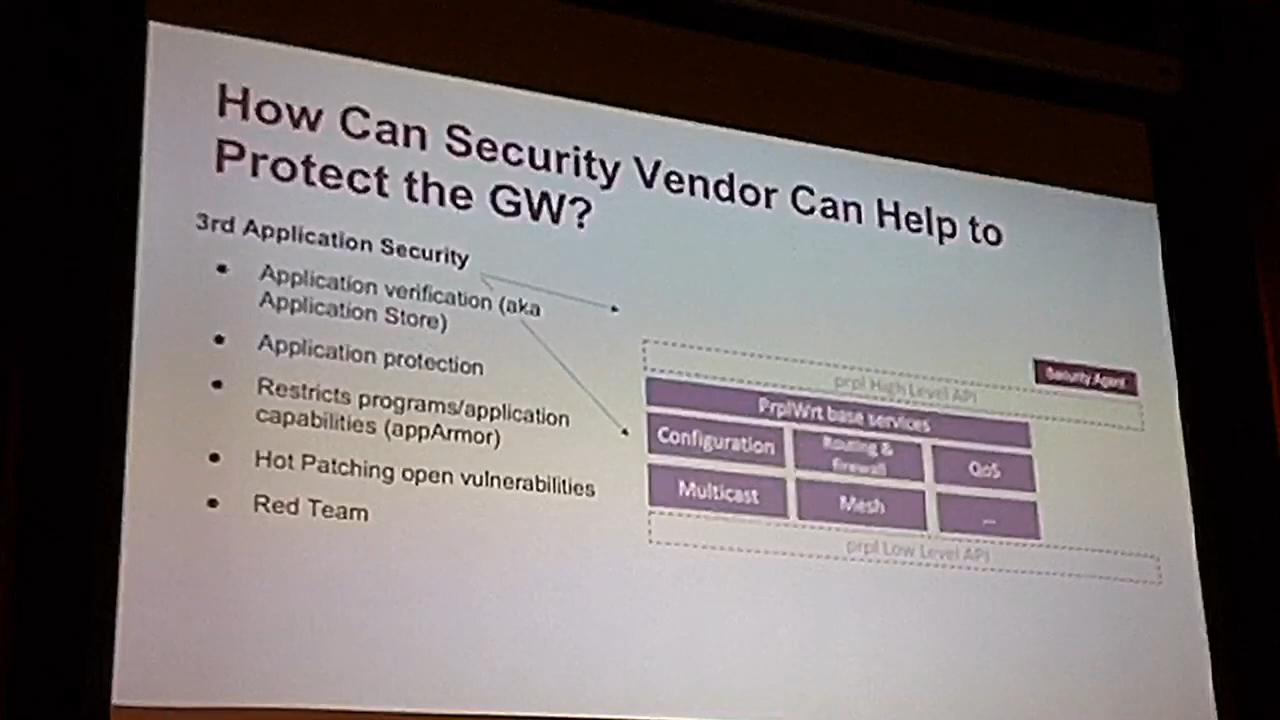 How Can Security Vendor Can Help to
Protect the GW?
3rd Application Security
• Application verification (aka
Application Store)
• Application protection
• Restricts programs/application
capabilities (appArmor)
• Hot Patching open vulnerabilities
• Red Team
Security Agent
prpl High Level API
PrplWrt base services
Configuration
Routing &
firewall
QoS
Multicast
Mesh
...
prpl Low Level API